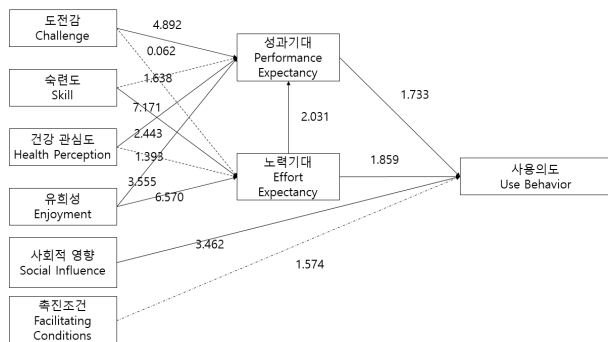 도전감
Challenge
숙련도
Skill
건강 관심도
Health Perception
유희성
Enjoyment
사회적 영향
Social Influence
촉진조건
Facilitating
Conditions
4.892
0.062
1.638
7.171
2.443
1.393
3.555
6.570
성과기대
Performance
Expectancy
2.031
노력기대
Effort
Expectancy
1.733
1.859
3.462
1.574
사용의도
Use Behavior